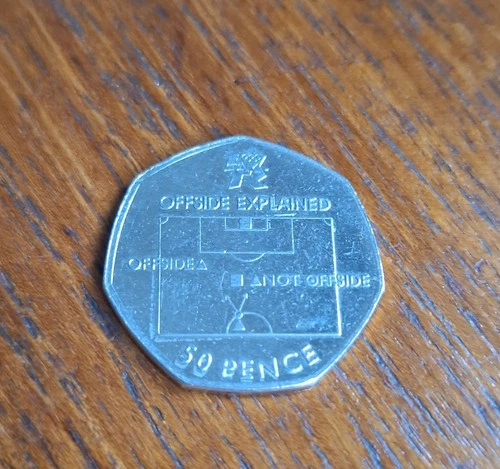 OFFSIDE EXPLAINED
OFFSIDE
NOT OFFSIDE
50 PENCE